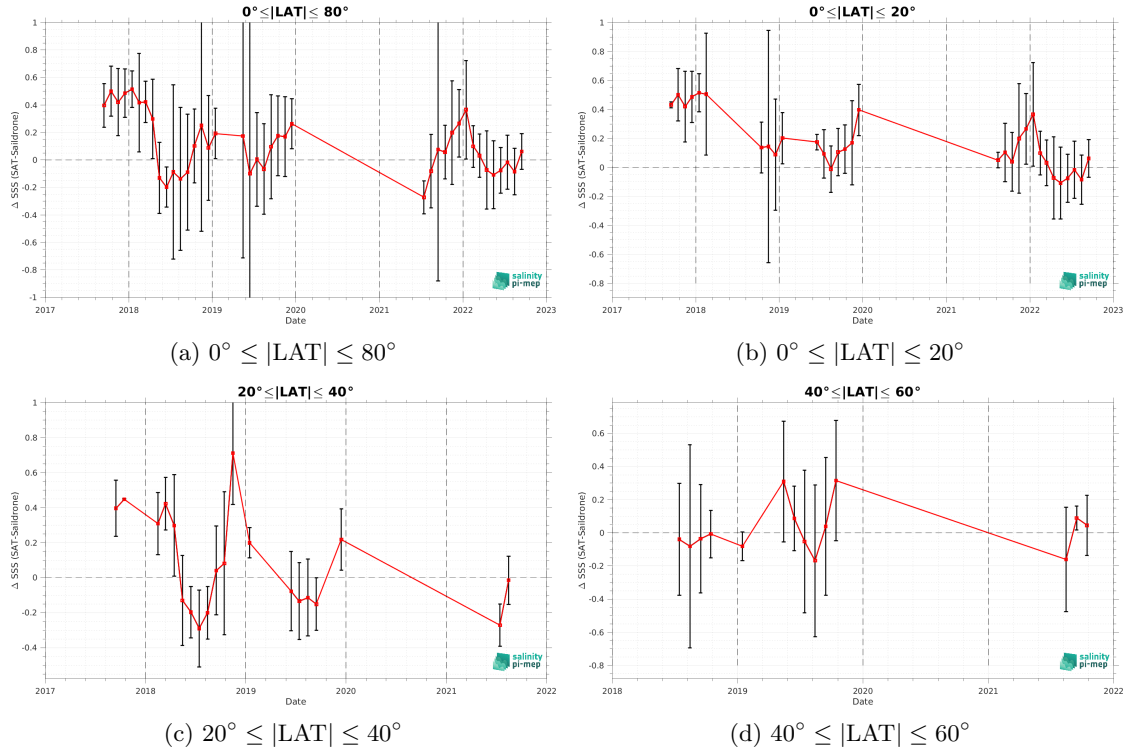 0°≤|LAT|≤ 80°
1
0.8
0.6
0.4
0.2
0
-0.2
-0.4
-0.6
-0.8
-1
Δ SSS (SAT-Saildrone)
2017
2018
2019
2020
2021
2022
2023
Date
salinity
pi-mep
(a) 0° ≤ |LAT| ≤ 80°
0°≤|LAT|≤ 20°
1
0.8
0.6
0.4
0.2
0
-0.2
-0.4
-0.6
-0.8
Δ SSS (SAT-Saildrone)
2017
2018
2019
2020
2021
2022
2023
Date
salinity
pi-mep
(b) 0° ≤ |LAT| ≤ 20°
20°≤|LAT|≤ 40°
1
0.8
0.6
0.4
0.2
0
-0.2
-0.4
Δ SSS (SAT-Saildrone)
2017
2018
2019
2020
2021
2022
Date
salinity
pi-mep
(c) 20° ≤ |LAT| ≤ 40°
40°≤|LAT|≤ 60°
0.6
0.4
0.2
0
-0.2
-0.4
-0.6
-0.8
Δ SSS (SAT-Saildrone)
2018
2019
2020
2021
2022
Date
salinity
pi-mep
(d) 40° ≤ |LAT| ≤ 60°